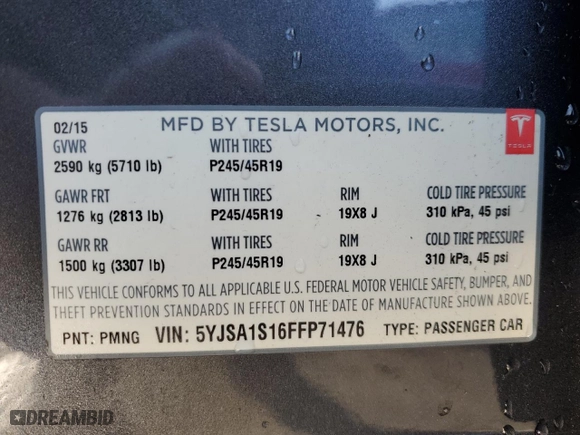 02/15 MFD BY TESLA MOTORS, INC.
TESLA
GVWR WITH TIRES
2590 kg (5710 lb) P245/45R19
GAWR FRT WITH TIRES RIM COLD TIRE PRESSURE
1276 kg (2813 lb) P245/45R19 19X8 J 310 kPa, 45 psi
GAWR RR WITH TIRES RIM COLD TIRE PRESSURE
1500 kg (3307 lb) P245/45R19 19X8 J 310 kPa, 45 psi
THIS VEHICLE CONFORMS TO ALL APPLICABLE U.S. FEDERAL MOTOR VEHICLE SAFETY, BUMPER, AND
THEFT PREVENTION STANDARDS IN EFFECT ON THE DATE OF MANUFACTURE SHOWN ABOVE.
PNT: PMNG VIN: 5YJSA1S16FFP71476 TYPE: PASSENGER CAR
DREAMBID